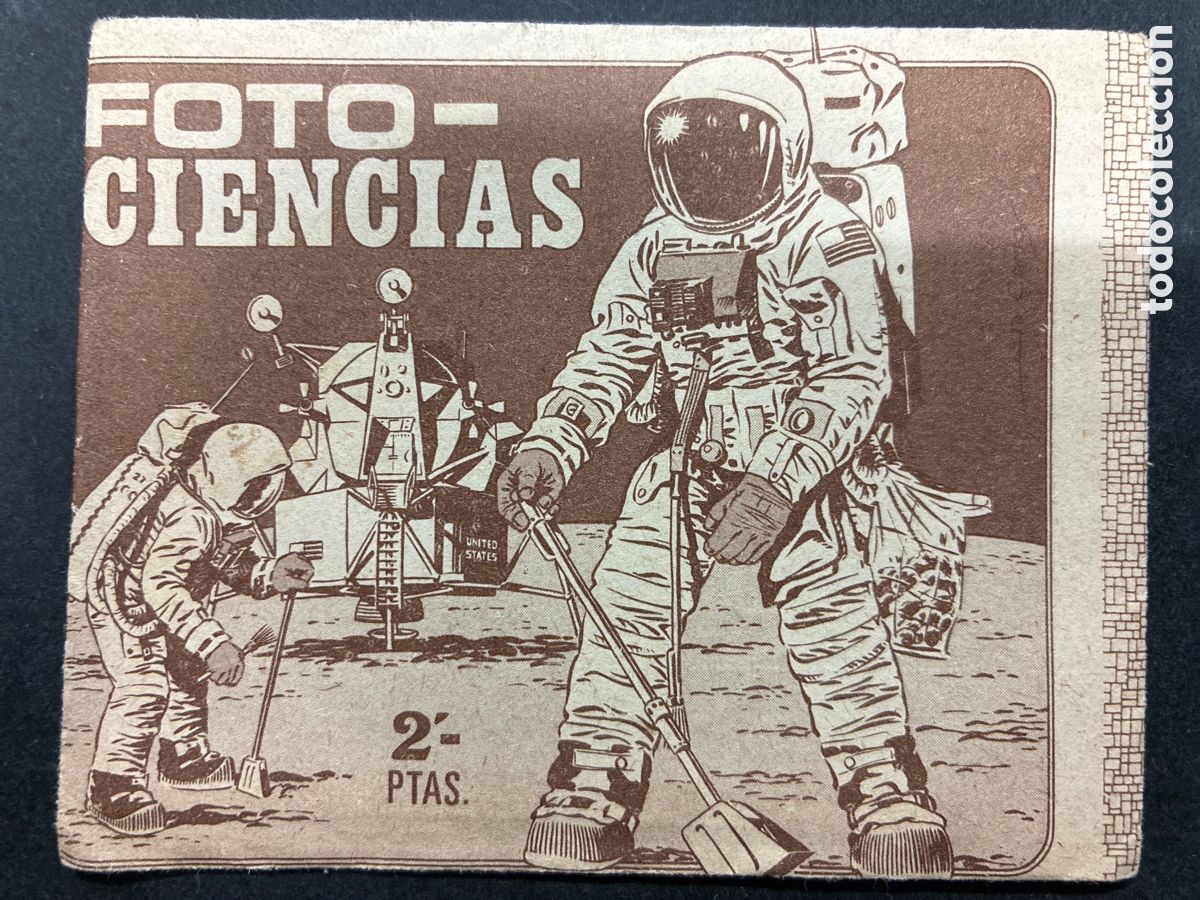 FOTO-
CIENCIAS
UNITED
STATES
2'-
PTAS.
todocoleccion